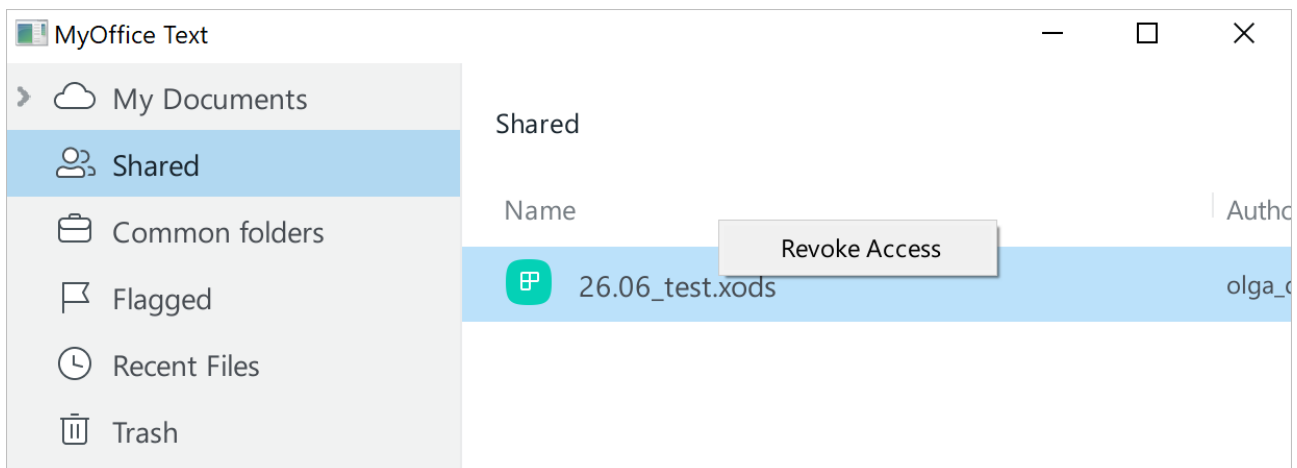 MyOffice Text
My Documents
Shared
Common folders
Flagged
Recent Files
Trash
Shared
Name
Revoke Access
26.06_test.xods